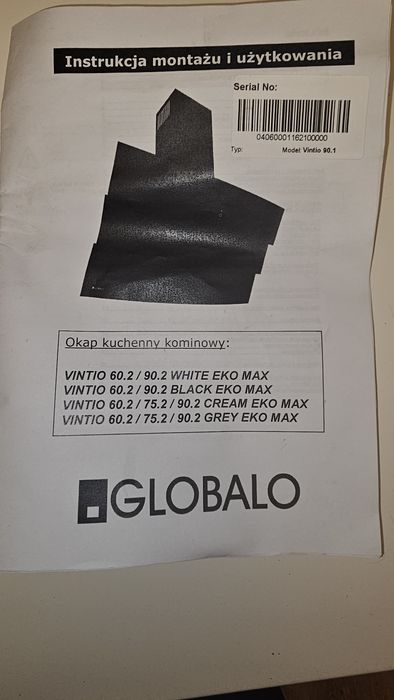 Instrukcja montażu i użytkowania
Serial No:
04060001162100000
Typ: Model: Vintio 90.1
Okap kuchenny kominowy:
VINTIO 60.2 / 90.2 WHITE EKO MAX
VINTIO 60.2 / 90.2 BLACK EKO MAX
VINTIO 60.2 / 75.2 / 90.2 CREAM EKO MAX
VINTIO 60.2 / 75.2 / 90.2 GREY EKO MAX
GLOBALO